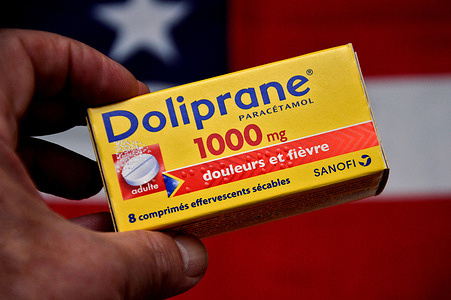 Doliprane®
PARACÉTAMOL
1000 mg
douleurs et fièvre
adulte
SANOFI
8 comprimés effervescents sécables